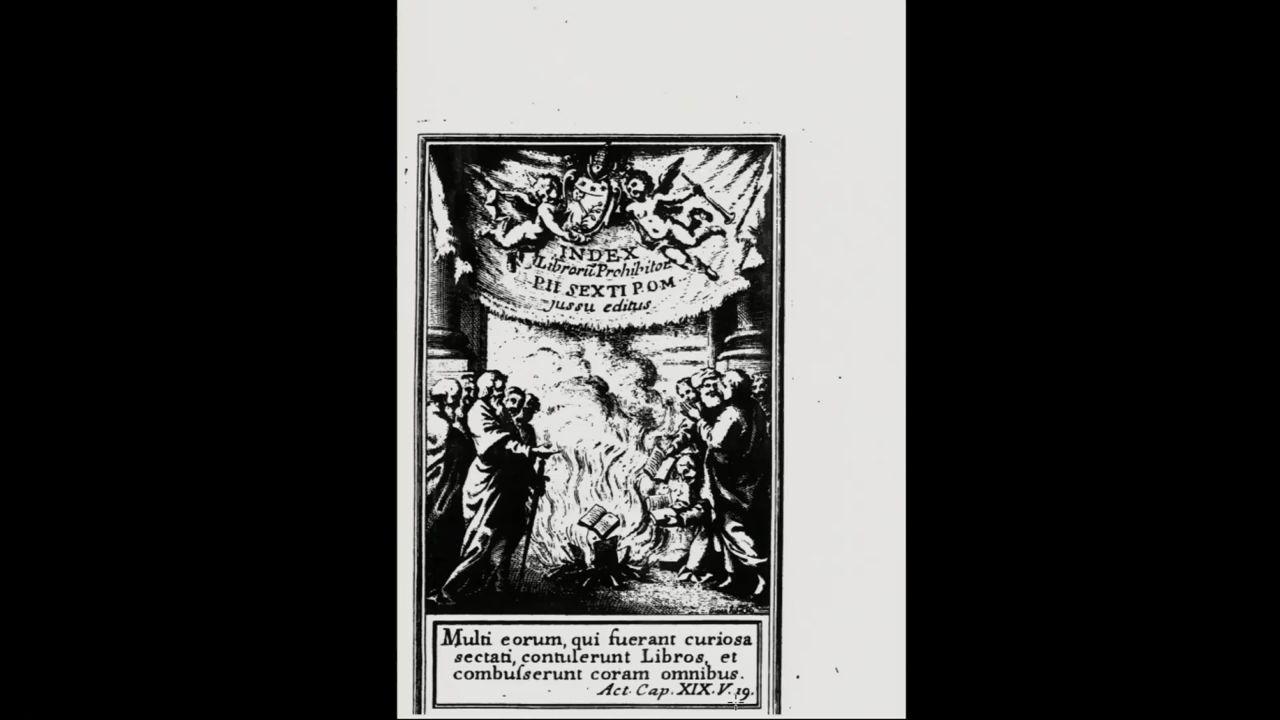 INDEX
Librorũ Prohibitor
PII SEXTI P. O M
jussu editus
Multi eorum, qui fuerant curiosa
sectati, contulerunt Libros, et
combuſserunt coram omnibus.
Act. Cap. XIX. V. 19.